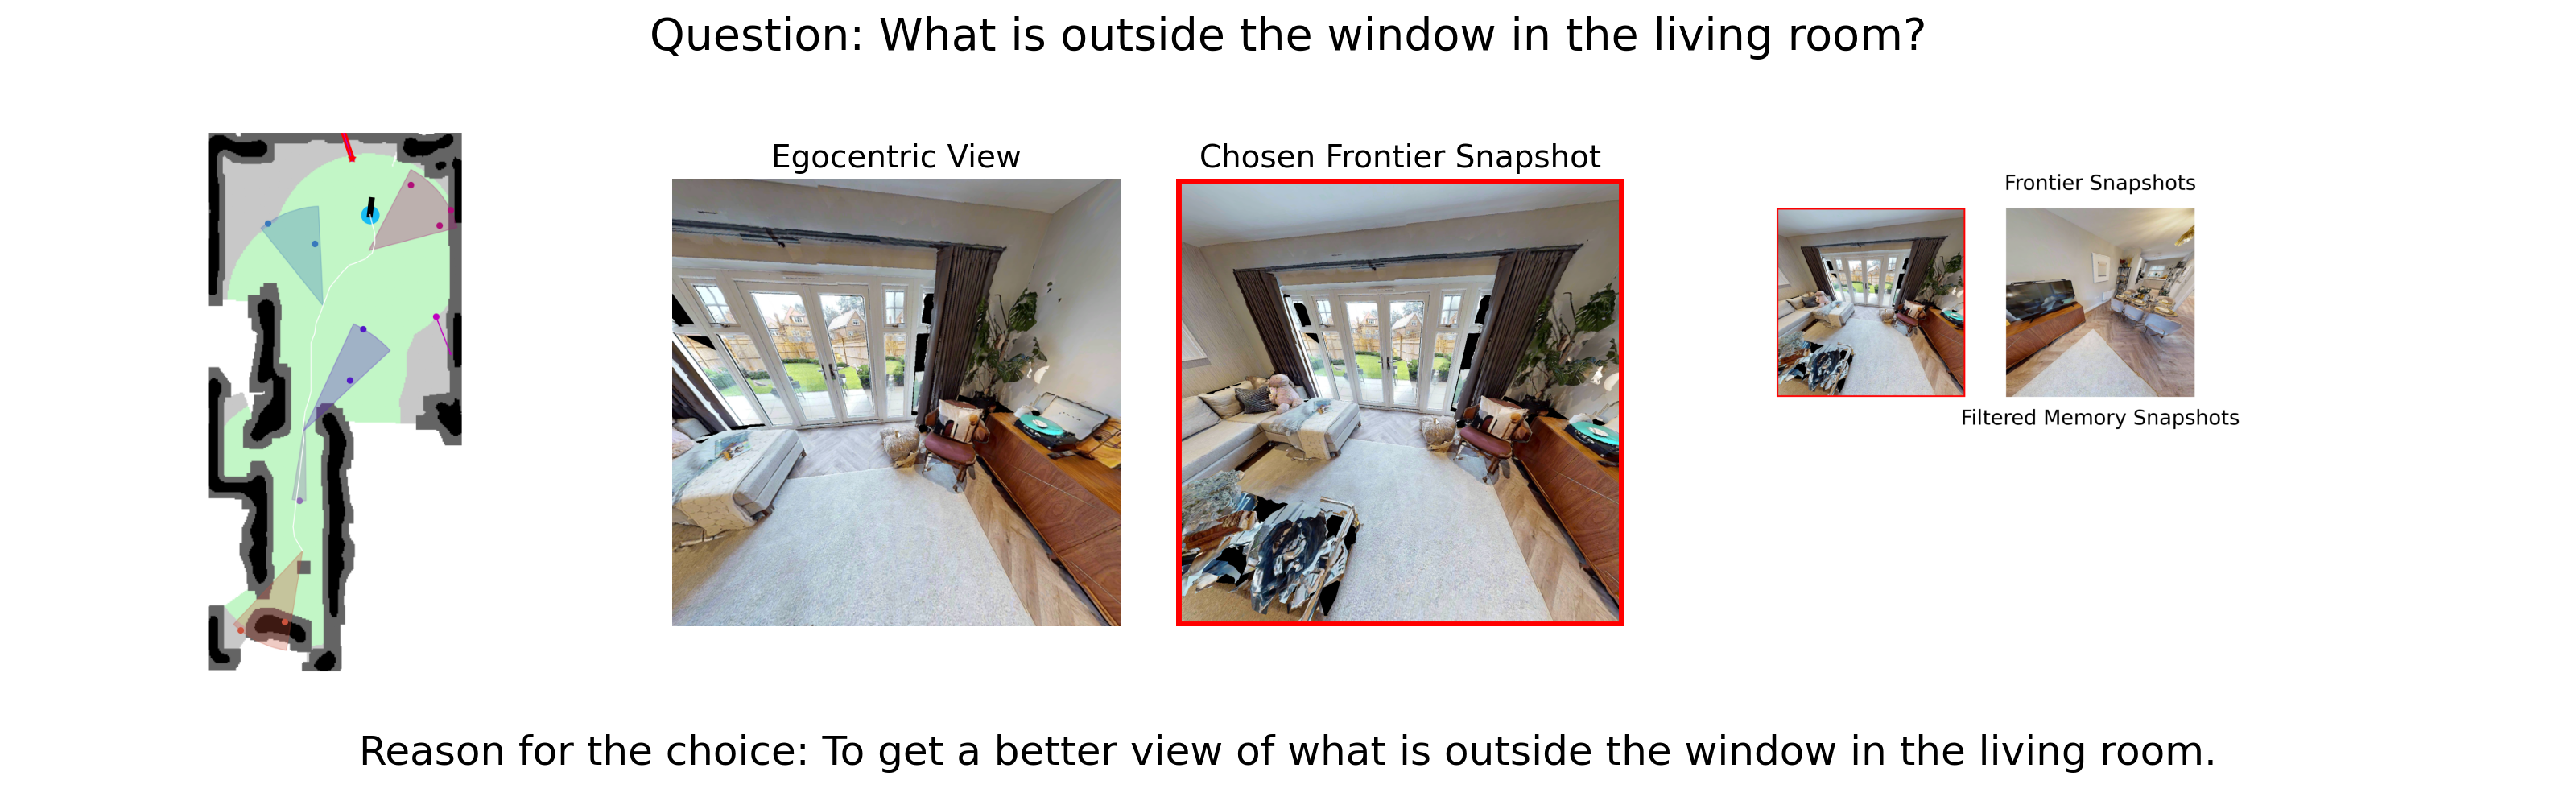 Question: What is outside the window in the living room?
Egocentric View
Chosen Frontier Snapshot
Frontier Snapshots
Filtered Memory Snapshots
Reason for the choice: To get a better view of what is outside the window in the living room.